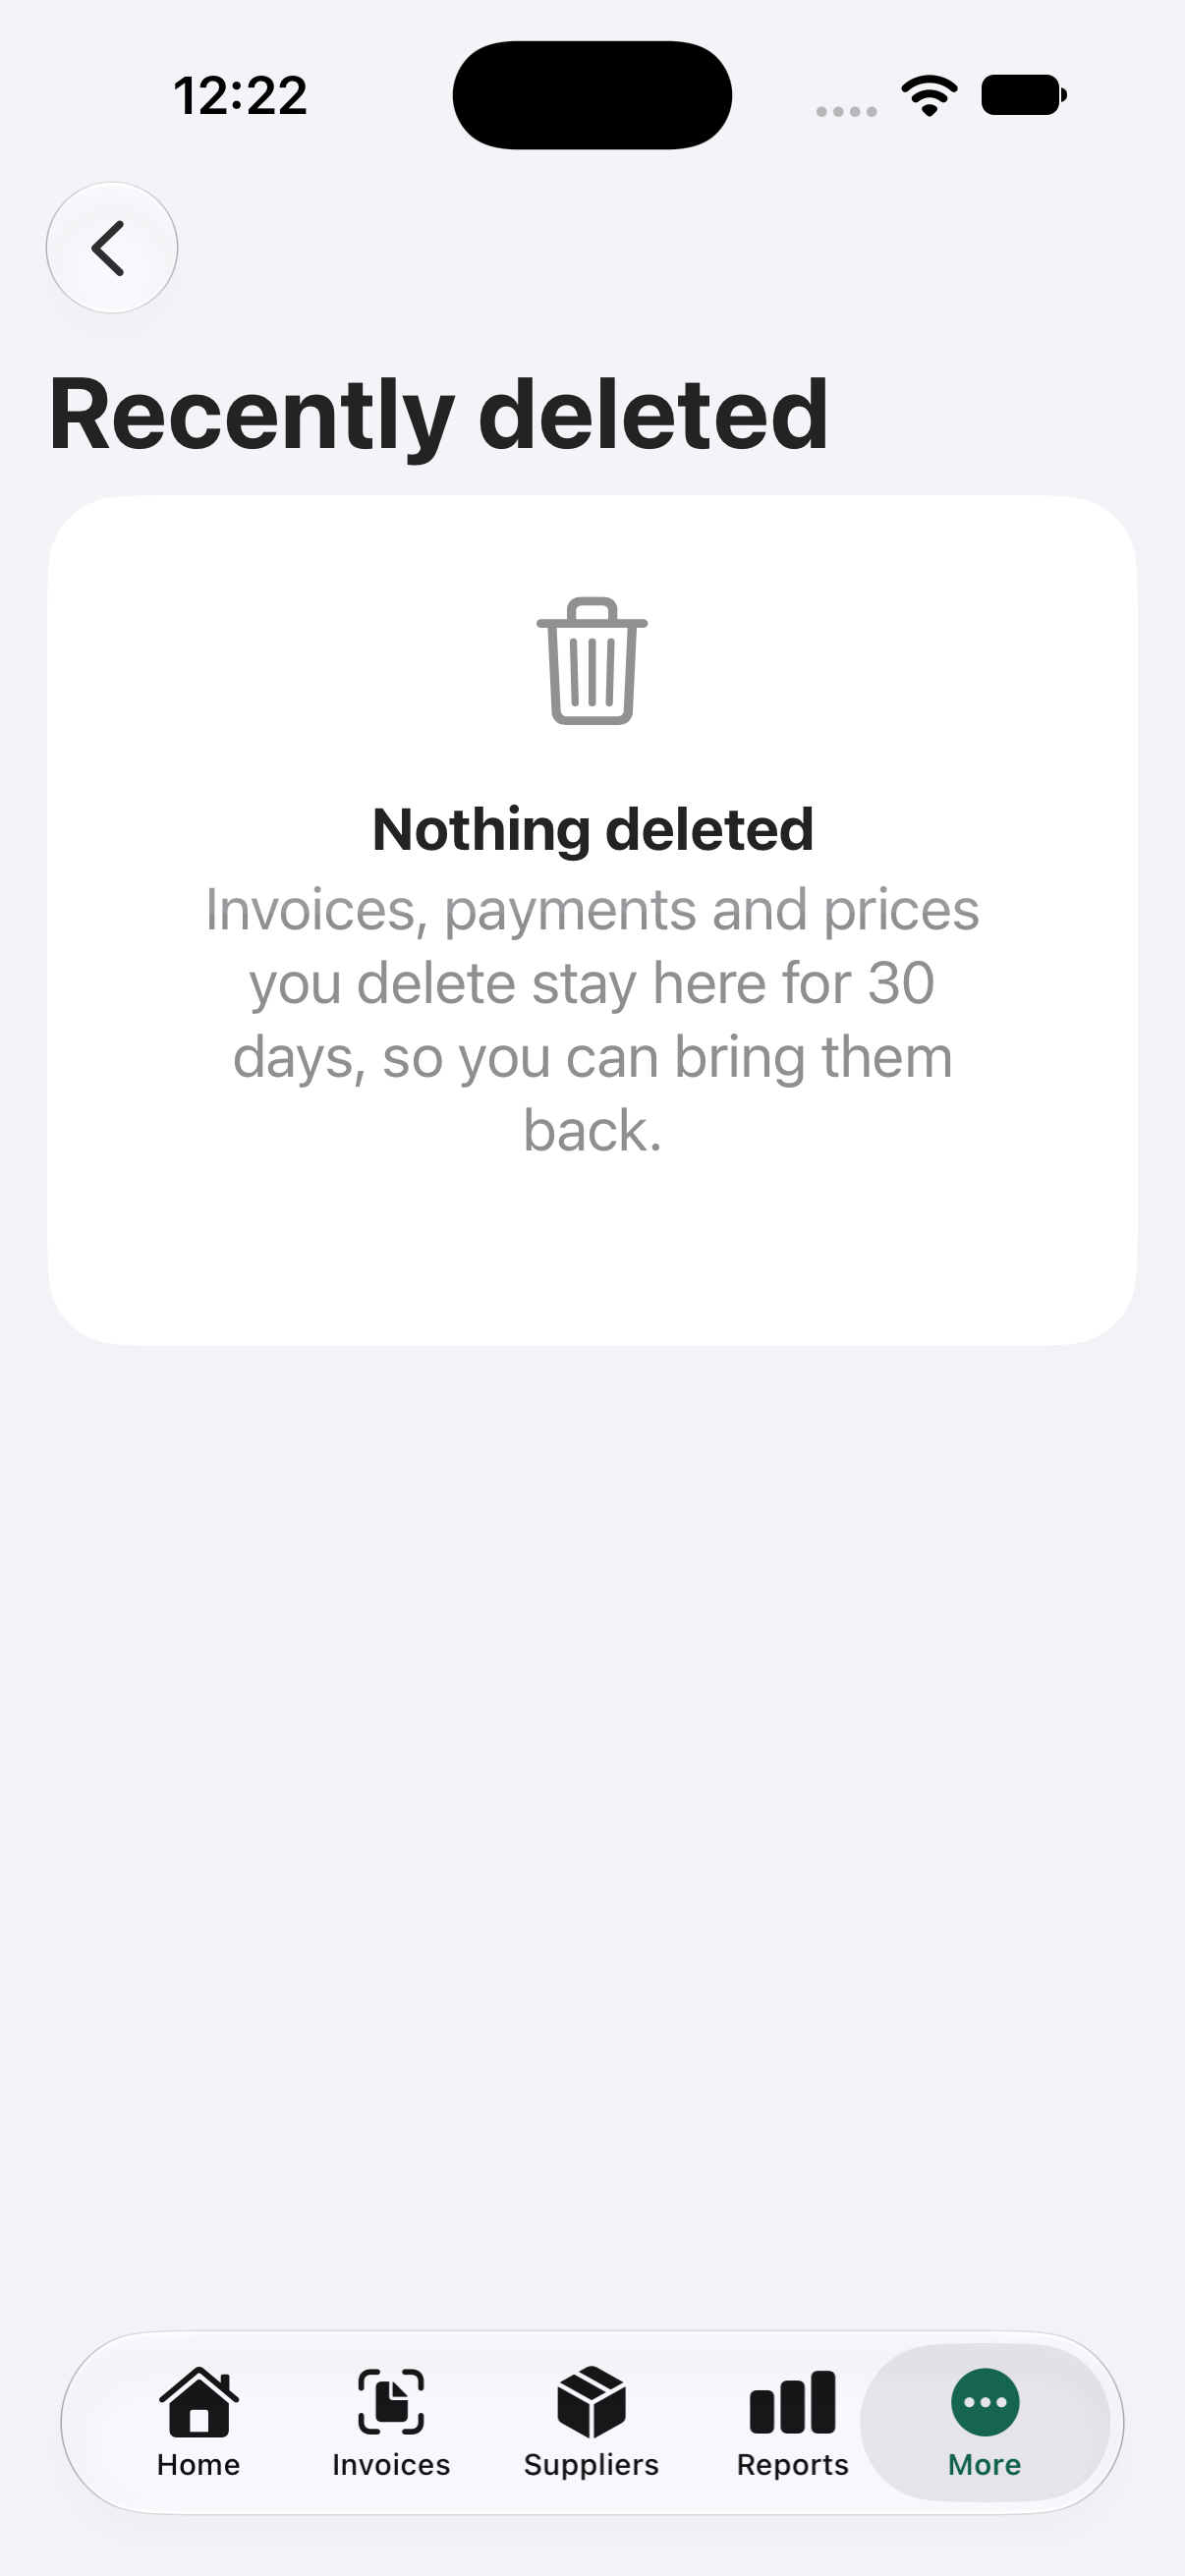 12:22
Recently deleted
Nothing deleted
Invoices, payments and prices
you delete stay here for 30
days, so you can bring them
back.
Home
Invoices
Suppliers
Reports
More